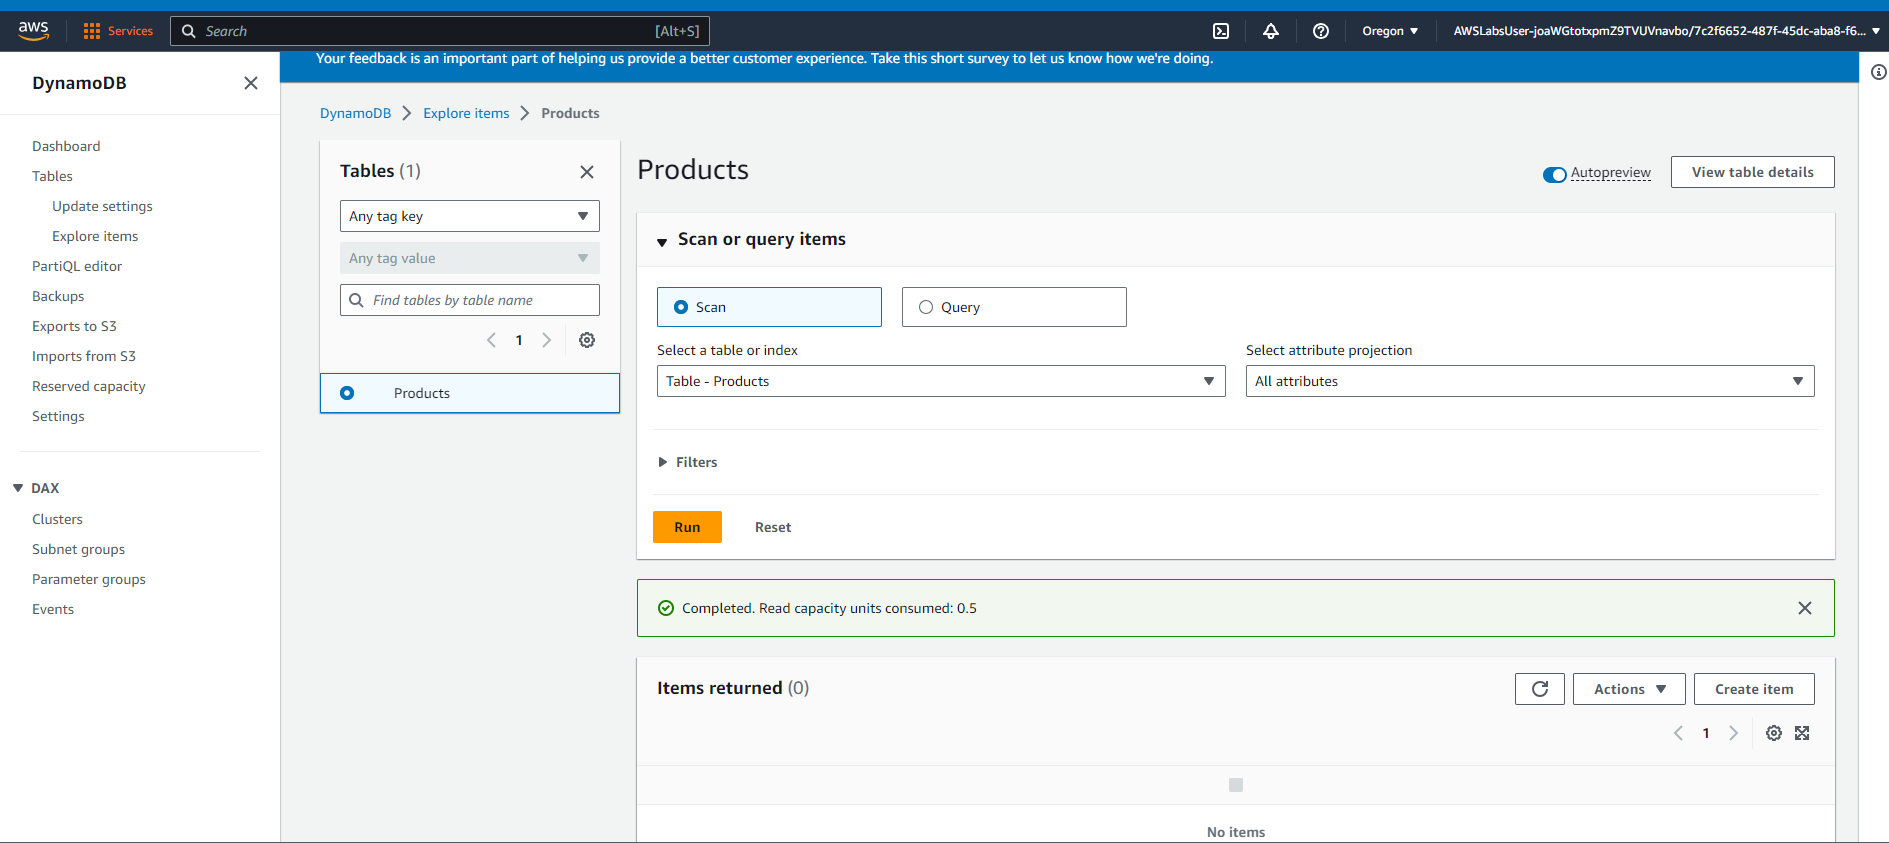 aws
Services
Search
[Alt+S]
Oregon
AWSLabsUser-joaWGtotxpmZ9TVUVnavbo/7c2f6652-487f-45dc-aba8-f6...
Your feedback is an important part of helping us provide a better customer experience. Take this short survey to let us know how we're doing.
DynamoDB
Dashboard
Tables
Update settings
Explore items
PartiQL editor
Backups
Exports to S3
Imports from S3
Reserved capacity
Settings
DAX
Clusters
Subnet groups
Parameter groups
Events
DynamoDB
Explore items
Products
Tables (1)
Any tag key
Any tag value
Find tables by table name
1
Products
Products
Autopreview
View table details
Scan or query items
Scan
Query
Select a table or index
Table - Products
Select attribute projection
All attributes
Filters
Run
Reset
Completed. Read capacity units consumed: 0.5
Items returned (0)
Actions
Create item
1
No items